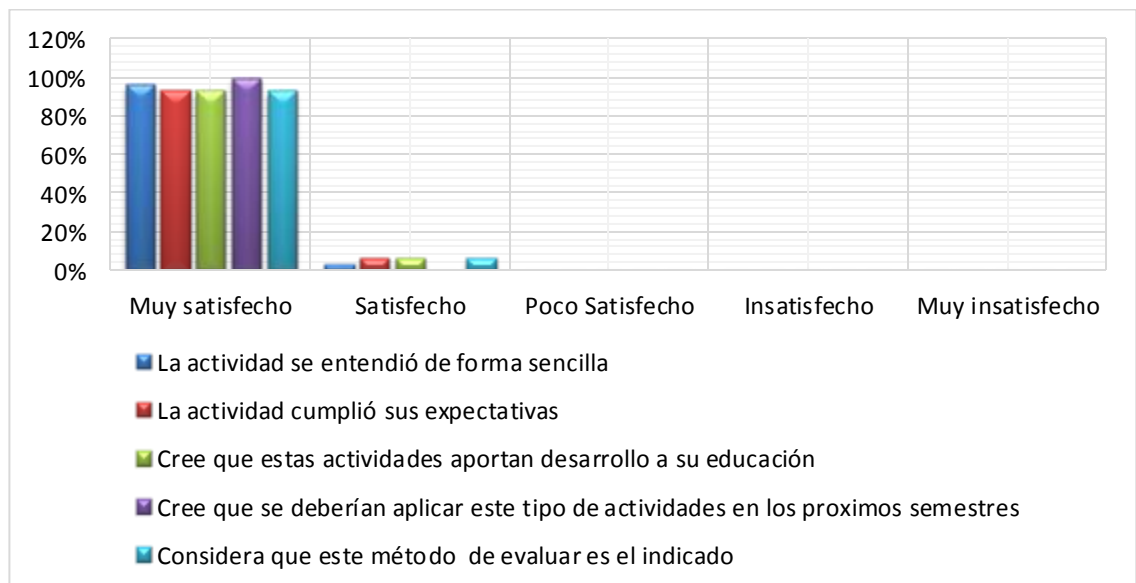 120%
100%
80%
60%
40%
20%
0%
Muy satisfecho Satisfecho Poco Satisfecho Insatisfecho Muy insatisfecho
La actividad se entendió de forma sencilla
La actividad cumplió sus expectativas
Cree que estas actividades aportan desarrollo a su educación
Cree que se deberían aplicar este tipo de actividades en los proximos semestres
Considera que este método  de evaluar es el indicado